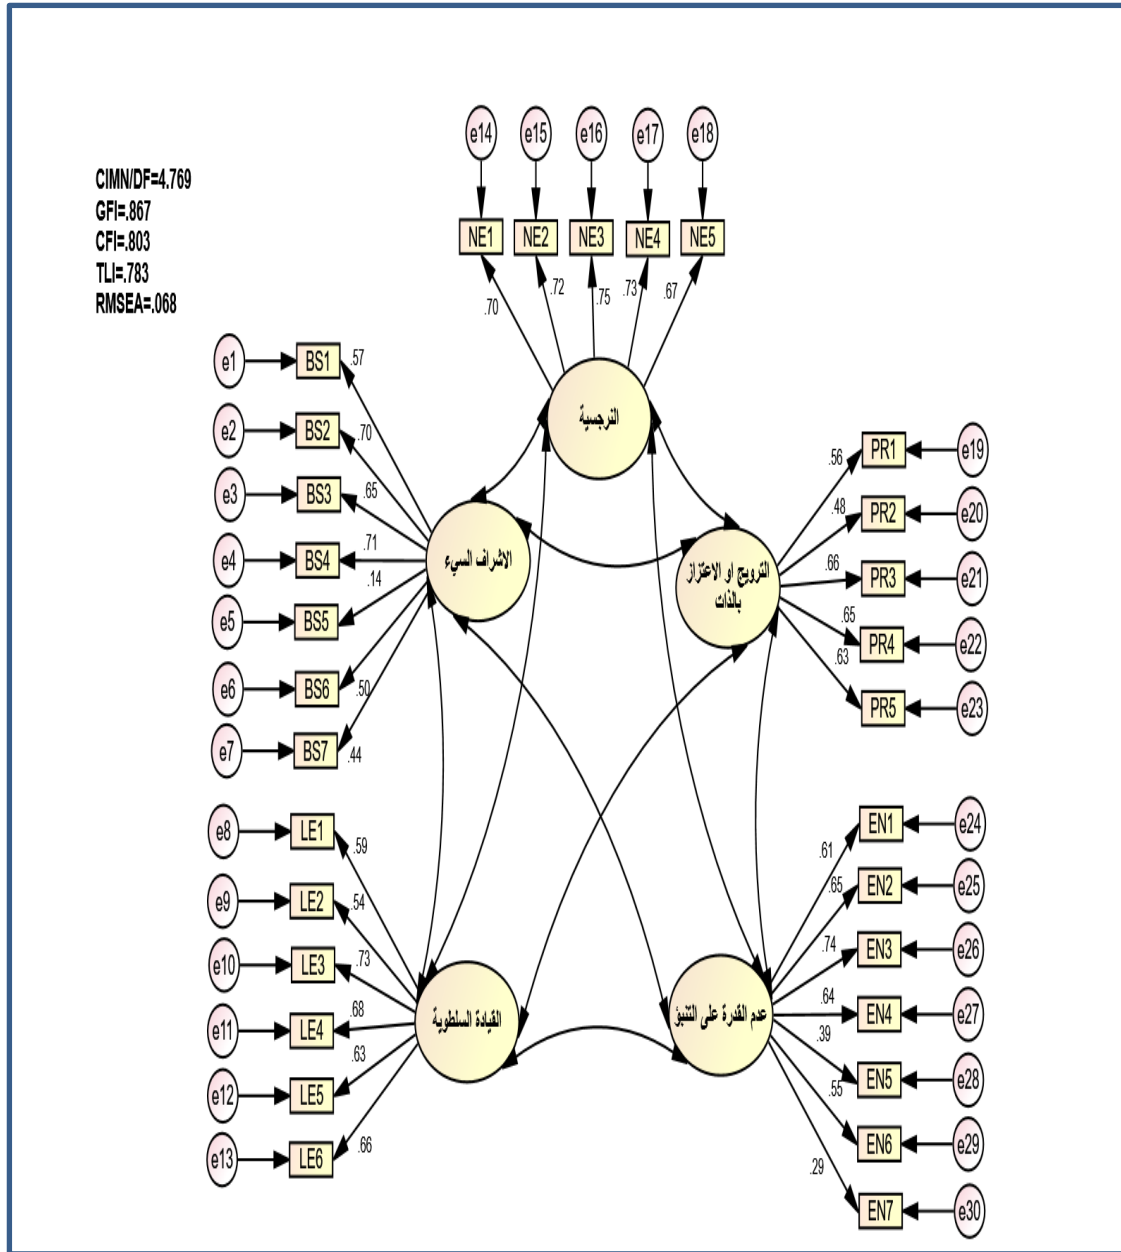 e14 e15 e16 e17 e18
CIMN/DF=4.769
GFI=.867
CFI=.803
TLI=.783
RMSEA=.068
NE1 NE2 NE3 NE4 NE5
.70 .72 .75 .73 .67
النرجسية
e1 BS1 .57
e2 BS2 .70
e3 BS3 .65
e4 BS4 .71
e5 BS5 .14
e6 BS6 .50
e7 BS7 .44
الاشراف السيء
الترويج او الاعتزاز
بالذات
.56 PR1 e19
.48 PR2 e20
.66 PR3 e21
.65 PR4 e22
.63 PR5 e23
e8 LE1 .59
e9 LE2 .54
e10 LE3 .73
e11 LE4 .68
e12 LE5 .63
e13 LE6 .66
القيادة السلطوية
عدم القدرة على التنبؤ
.61 EN1 e24
.65 EN2 e25
.74 EN3 e26
.64 EN4 e27
.39 EN5 e28
.55 EN6 e29
.29 EN7 e30